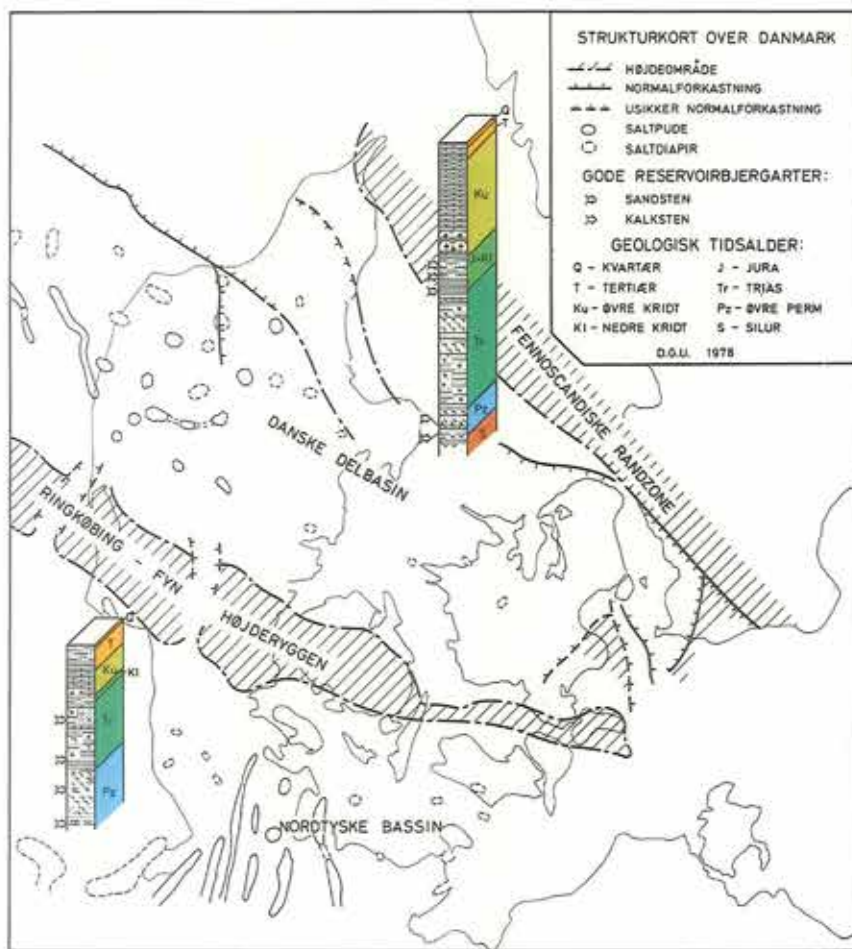 STRUKTURKORT OVER DANMARK
HØJDEOMRÅDE
NORMALFORKASTNING
USIKKER NORMALFORKASTNING
SALTPUDE
SALTDIAPIR
GODE RESERVOIRBJERGARTER:
SANDSTEN
KALKSTEN
GEOLOGISK TIDSALDER:
Q - KVARTÆR J - JURA
T - TERTIÆR Tr - TRIAS
Ku - ØVRE KRIDT Pz - ØVRE PERM
Kl - NEDRE KRIDT S - SILUR
D.G.U. 1978
Q
T
Ku
J+Kl
Tr
Pz
S
FENNOSCANDISKE RANDZONE
DANSKE DELBASIN
RINGKØBING - FYN
HØJDERYGGEN
Q
T
Ku
Kl
Tr
Pz
NORDTYSKE BASSIN